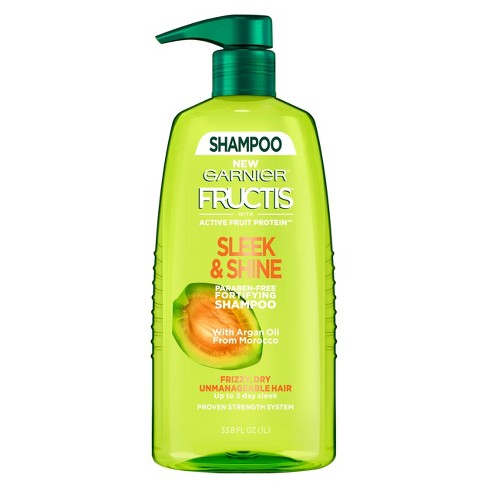 SHAMPOO
NEW
GARNIER
FRUCTIS
WITH
ACTIVE FRUIT PROTEIN™
SLEEK
& SHINE
PARABEN-FREE
FORTIFYING
SHAMPOO
With Argan Oil
From Morocco
FRIZZY, DRY
UNMANAGEABLE HAIR
Up to 3 day sleek
PROVEN STRENGTH SYSTEM
33.8 FL OZ (1L)